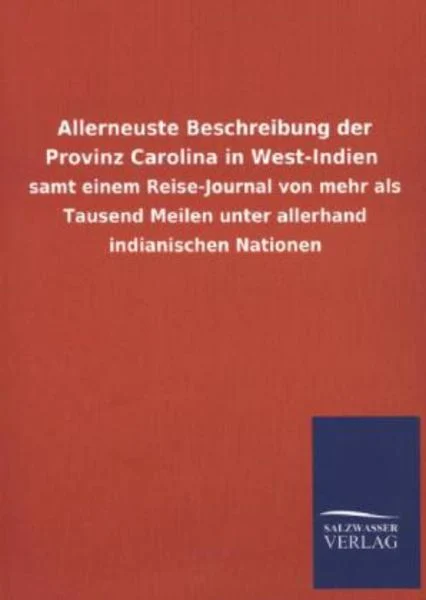 Allerneuste Beschreibung der
Provinz Carolina in West-Indien
samt einem Reise-Journal von mehr als
Tausend Meilen unter allerhand
indianischen Nationen
SALZWASSER
VERLAG